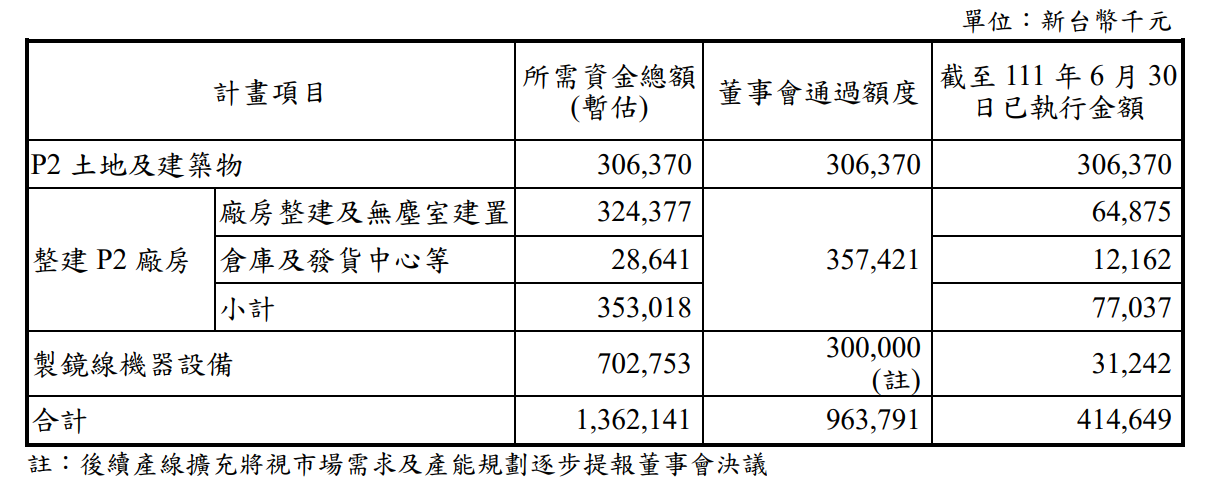 單位：新台幣千元
計畫項目 所需資金總額(暫估) 董事會通過額度 截至 111 年 6 月 30 日已執行金額
P2 土地及建築物 306,370 306,370 306,370
整建 P2 廠房 廠房整建及無塵室建置 324,377 357,421 64,875
倉庫及發貨中心等 28,641 12,162
小計 353,018 77,037
製鏡線機器設備 702,753 300,000(註) 31,242
合計 1,362,141 963,791 414,649
註：後續產線擴充將視市場需求及產能規劃逐步提報董事會決議